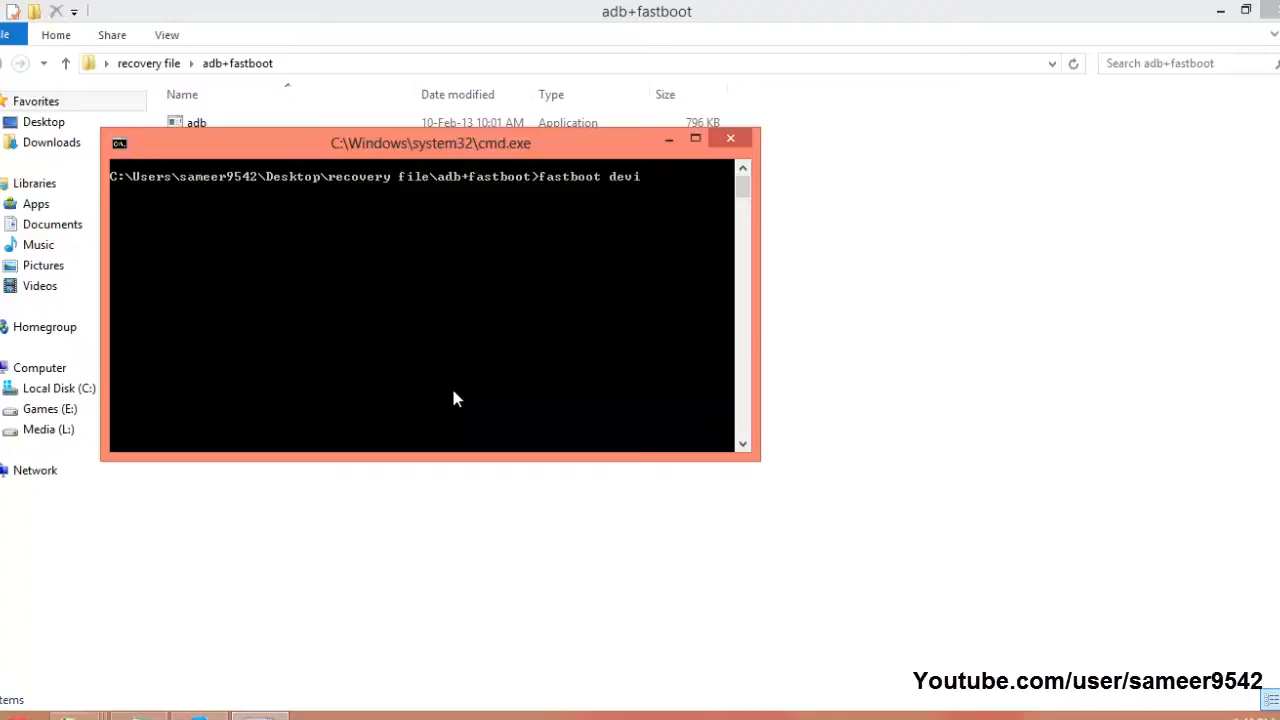 adb+fastboot
Home Share View
recovery file adb+fastboot
Search adb+fastboot
Name Date modified Type Size
Favorites
Desktop
Downloads
Libraries
Apps
Documents
Music
Pictures
Videos
Homegroup
Computer
Local Disk (C:)
Games (E:)
Media (L:)
Network
adb 10-Feb-13 10:01 AM Application 796 KB
C:\Windows\system32\cmd.exe
C:\Users\sameer9542\Desktop\recovery file\adb+fastboot>fastboot devi
Youtube.com/user/sameer9542